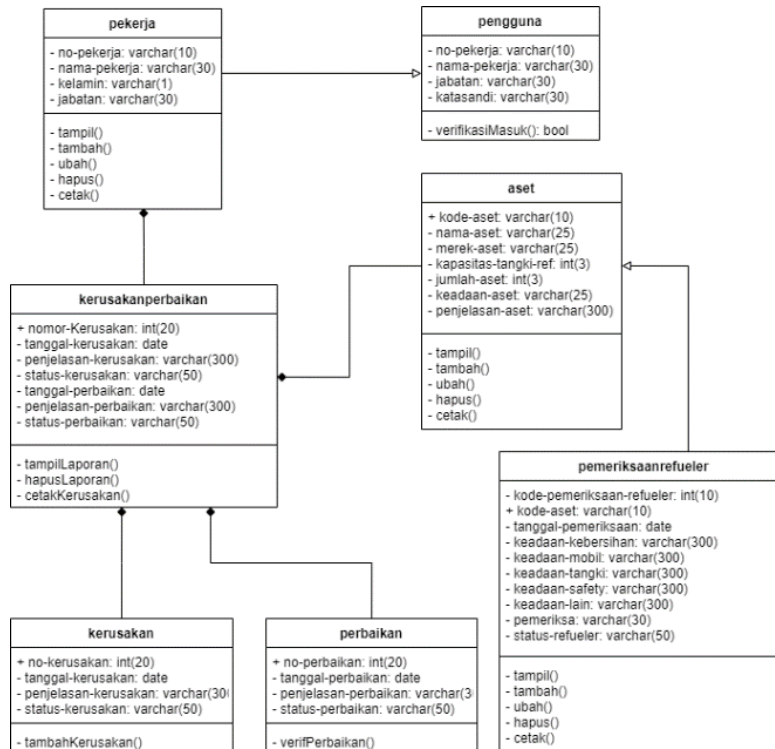 pekerja
- no-pekerja: varchar(10)
- nama-pekerja: varchar(30)
- kelamin: varchar(1)
- jabatan: varchar(30)
- tampil()
- tambah()
- ubah()
- hapus()
- cetak()
pengguna
- no-pekerja: varchar(10)
- nama-pekerja: varchar(30)
- jabatan: varchar(30)
- katasandi: varchar(30)
- verifikasiMasuk(): bool
aset
+ kode-aset: varchar(10)
- nama-aset: varchar(25)
- merek-aset: varchar(25)
- kapasitas-tangki-ref: int(3)
- jumlah-aset: int(3)
- keadaan-aset: varchar(25)
- penjelasan-aset: varchar(300)
- tampil()
- tambah()
- ubah()
- hapus()
- cetak()
kerusakanperbaikan
+ nomor-Kerusakan: int(20)
- tanggal-kerusakan: date
- penjelasan-kerusakan: varchar(300)
- status-kerusakan: varchar(50)
- tanggal-perbaikan: date
- penjelasan-perbaikan: varchar(300)
- status-perbaikan: varchar(50)
- tampilLaporan()
- hapusLaporan()
- cetakKerusakan()
pemeriksaanrefueler
- kode-pemeriksaan-refueler: int(10)
+ kode-aset: varchar(10)
- tanggal-pemeriksaan: date
- keadaan-kebersihan: varchar(300)
- keadaan-mobil: varchar(300)
- keadaan-tangki: varchar(300)
- keadaan-safety: varchar(300)
- keadaan-lain: varchar(300)
- pemeriksa: varchar(30)
- status-refueler: varchar(50)
- tampil()
- tambah()
- ubah()
- hapus()
- cetak()
kerusakan
+ no-kerusakan: int(20)
- tanggal-kerusakan: date
- penjelasan-kerusakan: varchar(30
- status-kerusakan: varchar(50)
- tambahKerusakan()
perbaikan
+ no-perbaikan: int(20)
- tanggal-perbaikan: date
- penjelasan-perbaikan: varchar(3
- status-perbaikan: varchar(50)
- verifPerbaikan()